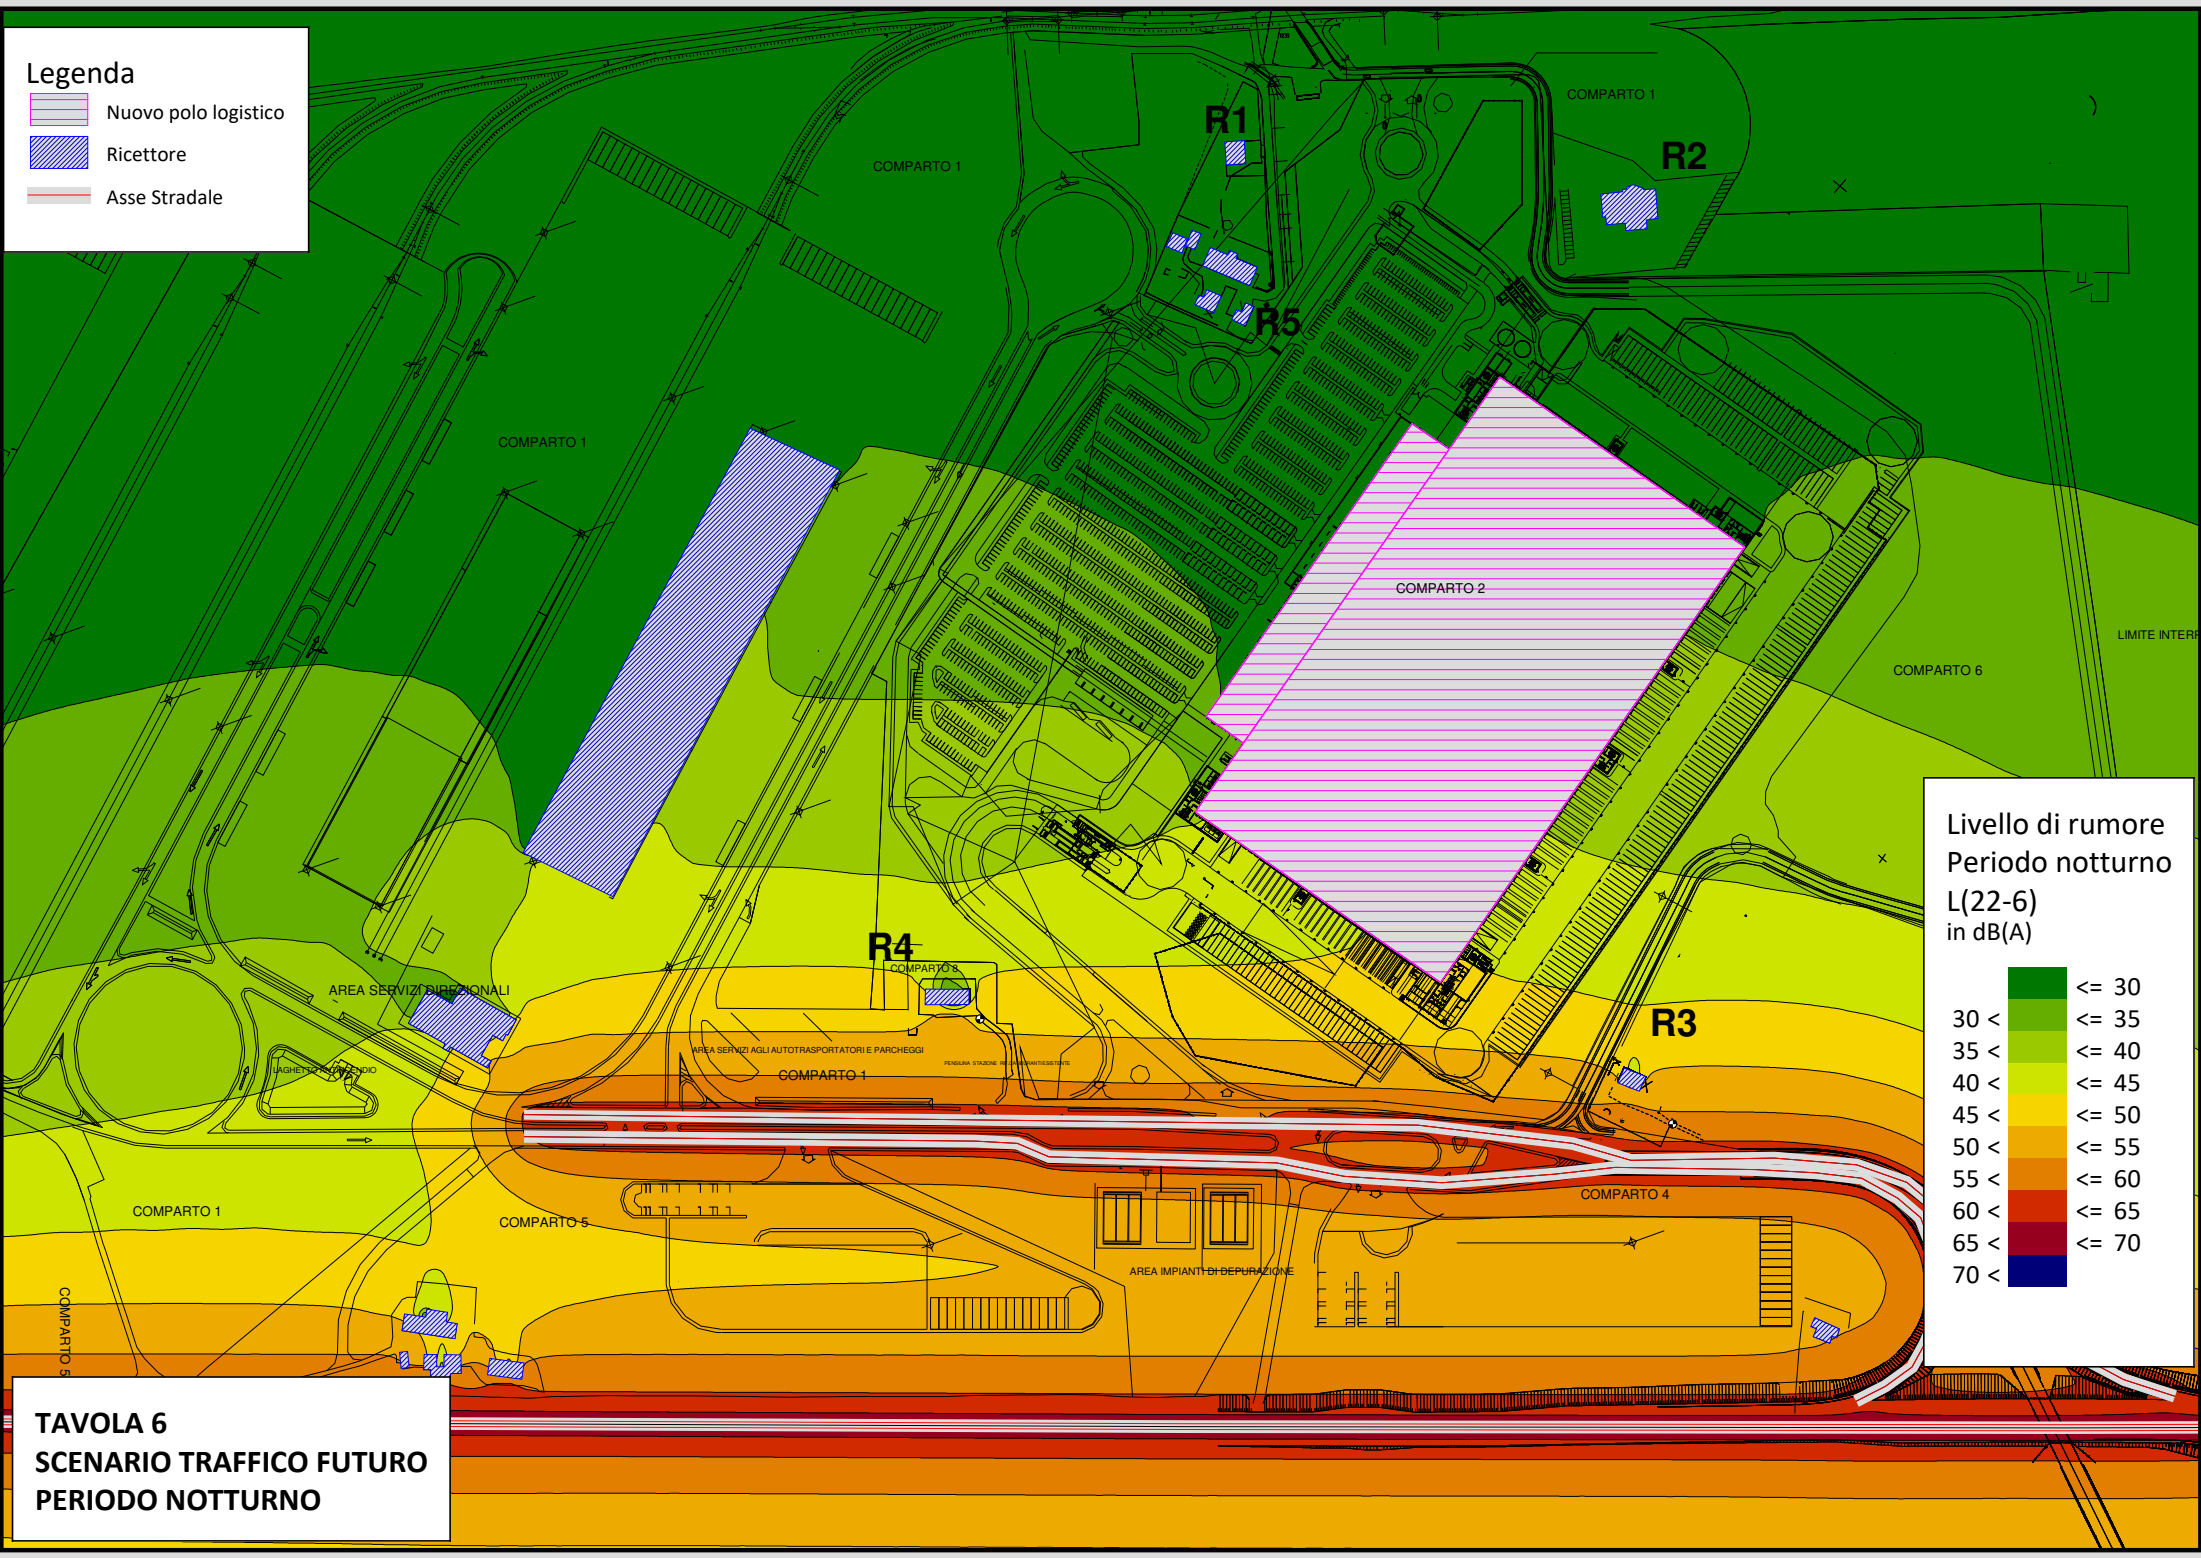 Legenda
Nuovo polo logistico
Ricettore
Asse Stradale
COMPARTO 1
R1
COMPARTO 1
R2
R5
COMPARTO 1
COMPARTO 2
LIMITE INTER
COMPARTO 6
R4
COMPARTO 8
AREA SERVIZI DIREZIONALI
R3
AREA SERVIZI AGLI AUTOTRASPORTATORI E PARCHEGGI
PENSILINA STAZIONE
COMPARTO 1
LAGHETTO
COMPARTO 1
COMPARTO 5
COMPARTO 4
AREA IMPIANTI DI DEPURAZIONE
COMPARTO 5
Livello di rumore
Periodo notturno
L(22-6)
in dB(A)
<= 30
30 < <= 35
35 < <= 40
40 < <= 45
45 < <= 50
50 < <= 55
55 < <= 60
60 < <= 65
65 < <= 70
70 <
TAVOLA 6
SCENARIO TRAFFICO FUTURO
PERIODO NOTTURNO